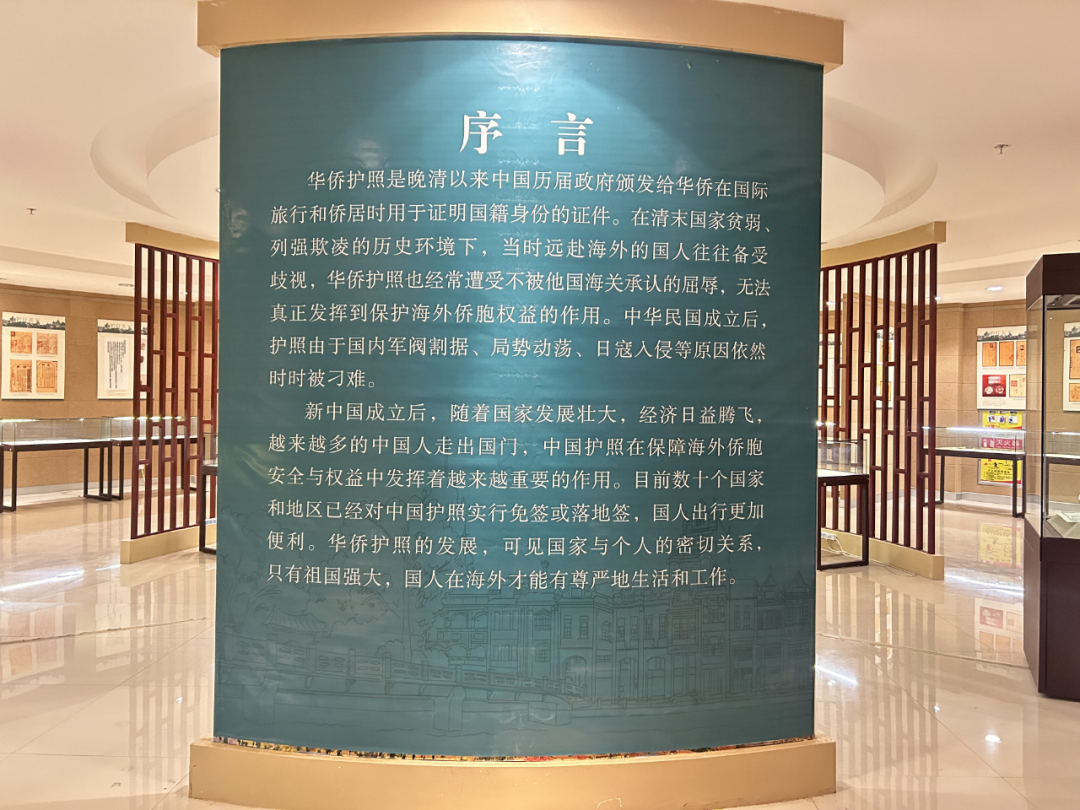 序 言
华侨护照是晚清以来中国历届政府颁发给华侨在国际
旅行和侨居时用于证明国籍身份的证件。在清末国家贫弱、
列强欺凌的历史环境下，当时远赴海外的国人往往备受
歧视，华侨护照也经常遭受不被他国海关承认的屈辱，无法
真正发挥到保护海外侨胞权益的作用。中华民国成立后，
护照由于国内军阀割据、局势动荡、日寇入侵等原因依然
时时被刁难。
新中国成立后，随着国家发展壮大，经济日益腾飞，
越来越多的中国人走出国门，中国护照在保障海外侨胞
安全与权益中发挥着越来越重要的作用。目前数十个国家
和地区已经对中国护照实行免签或落地签，国人出行更加
便利。华侨护照的发展，可见国家与个人的密切关系，
只有祖国强大，国人在海外才能有尊严地生活和工作。